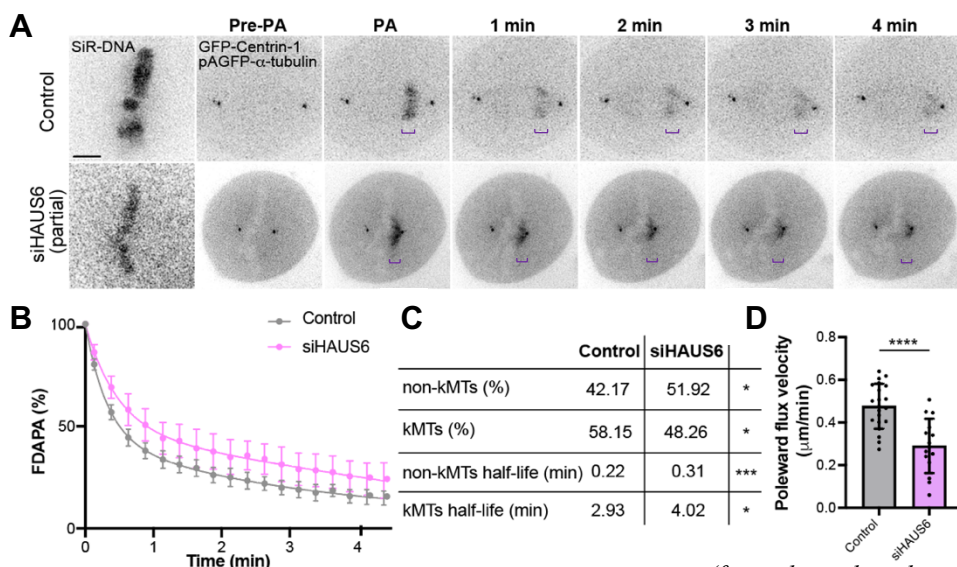 A
Pre-PA PA 1 min 2 min 3 min 4 min
Control
SiR-DNA
GFP-Centrin-1
pAGFP-α-tubulin
siHAUS6
(partial)
B
FDAPA (%)
100
50
0
0 1 2 3 4
Time (min)
Control
siHAUS6
C
Control siHAUS6
non-kMTs (%) 42.17 51.92 *
kMTs (%) 58.15 48.26 *
non-kMTs half-life (min) 0.22 0.31 ***
kMTs half-life (min) 2.93 4.02 *
D
Poleward flux velocity
(μm/min)
0.8
0.6
0.4
0.2
0.0
****
Control
siHAUS6